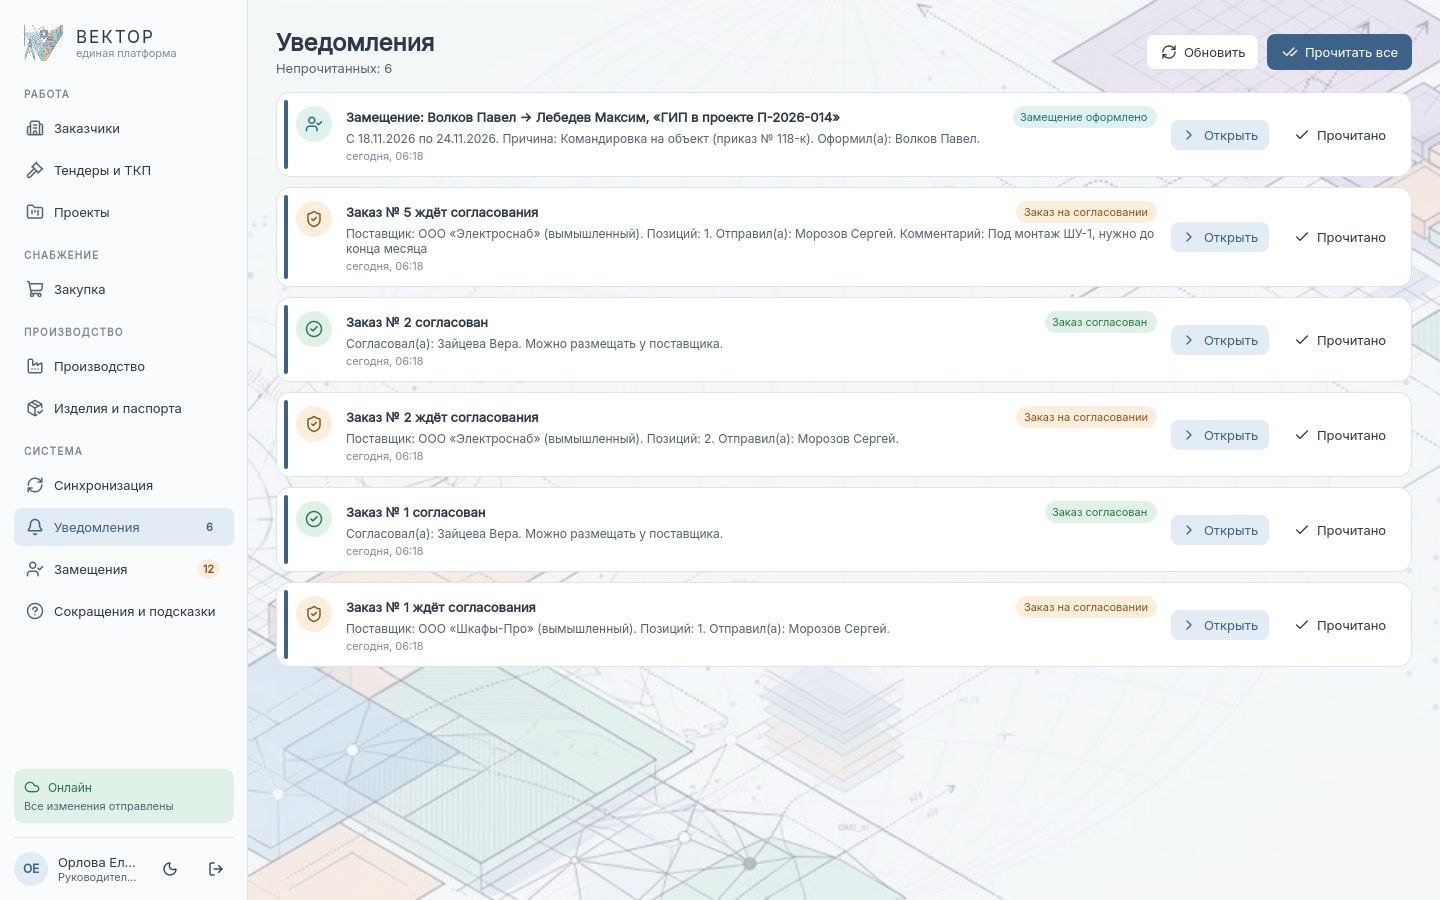 ВЕКТОР
единая платформа
РАБОТА
Заказчики
Тендеры и ТКП
Проекты
СНАБЖЕНИЕ
Закупка
ПРОИЗВОДСТВО
Производство
Изделия и паспорта
СИСТЕМА
Синхронизация
Уведомления 6
Замещения 12
Сокращения и подсказки
Онлайн
Все изменения отправлены
ОЕ
Орлова Ел...
Руководител...
Уведомления
Непрочитанных: 6
Обновить
Прочитать все
Замещение: Волков Павел → Лебедев Максим, «ГИП в проекте П-2026-014»
Замещение оформлено
С 18.11.2026 по 24.11.2026. Причина: Командировка на объект (приказ № 118-к). Оформил(а): Волков Павел.
сегодня, 06:18
Открыть
Прочитано
Заказ № 5 ждёт согласования
Заказ на согласовании
Поставщик: ООО «Электроснаб» (вымышленный). Позиций: 1. Отправил(а): Морозов Сергей. Комментарий: Под монтаж ШУ-1, нужно до
конца месяца
сегодня, 06:18
Открыть
Прочитано
Заказ № 2 согласован
Заказ согласован
Согласовал(а): Зайцева Вера. Можно размещать у поставщика.
сегодня, 06:18
Открыть
Прочитано
Заказ № 2 ждёт согласования
Заказ на согласовании
Поставщик: ООО «Электроснаб» (вымышленный). Позиций: 2. Отправил(а): Морозов Сергей.
сегодня, 06:18
Открыть
Прочитано
Заказ № 1 согласован
Заказ согласован
Согласовал(а): Зайцева Вера. Можно размещать у поставщика.
сегодня, 06:18
Открыть
Прочитано
Заказ № 1 ждёт согласования
Заказ на согласовании
Поставщик: ООО «Шкафы-Про» (вымышленный). Позиций: 1. Отправил(а): Морозов Сергей.
сегодня, 06:18
Открыть
Прочитано